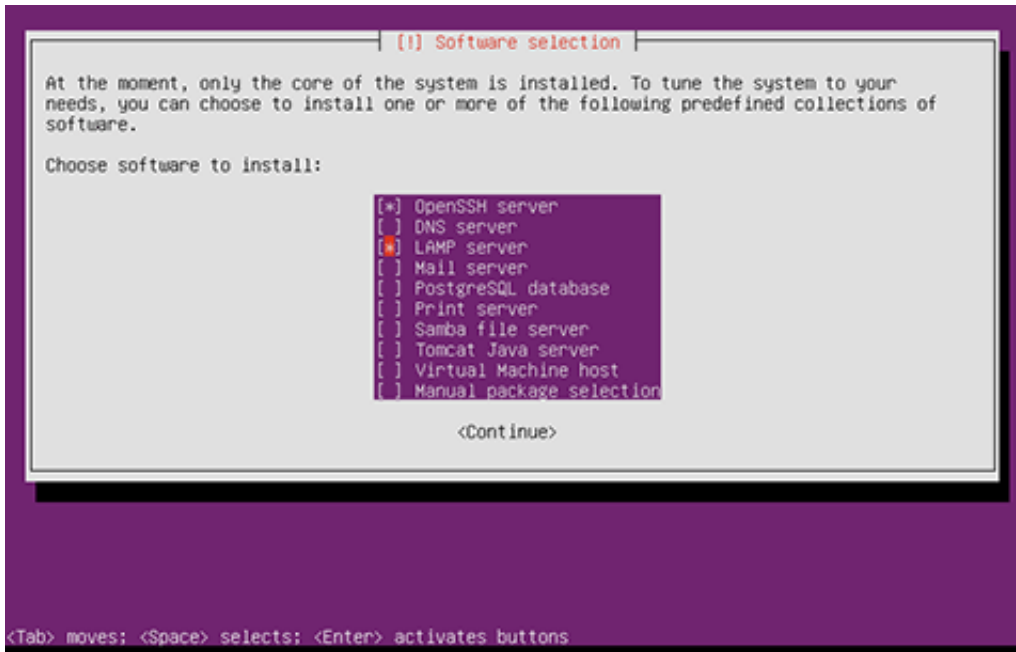 [!] Software selection
At the moment, only the core of the system is installed. To tune the system to your
needs, you can choose to install one or more of the following predefined collections of
software.
Choose software to install:
[*] OpenSSH server
[ ] DNS server
[*] LAMP server
[ ] Mail server
[ ] PostgreSQL database
[ ] Print server
[ ] Samba file server
[ ] Tomcat Java server
[ ] Virtual Machine host
[ ] Manual package selection
<Continue>
<Tab> moves; <Space> selects; <Enter> activates buttons